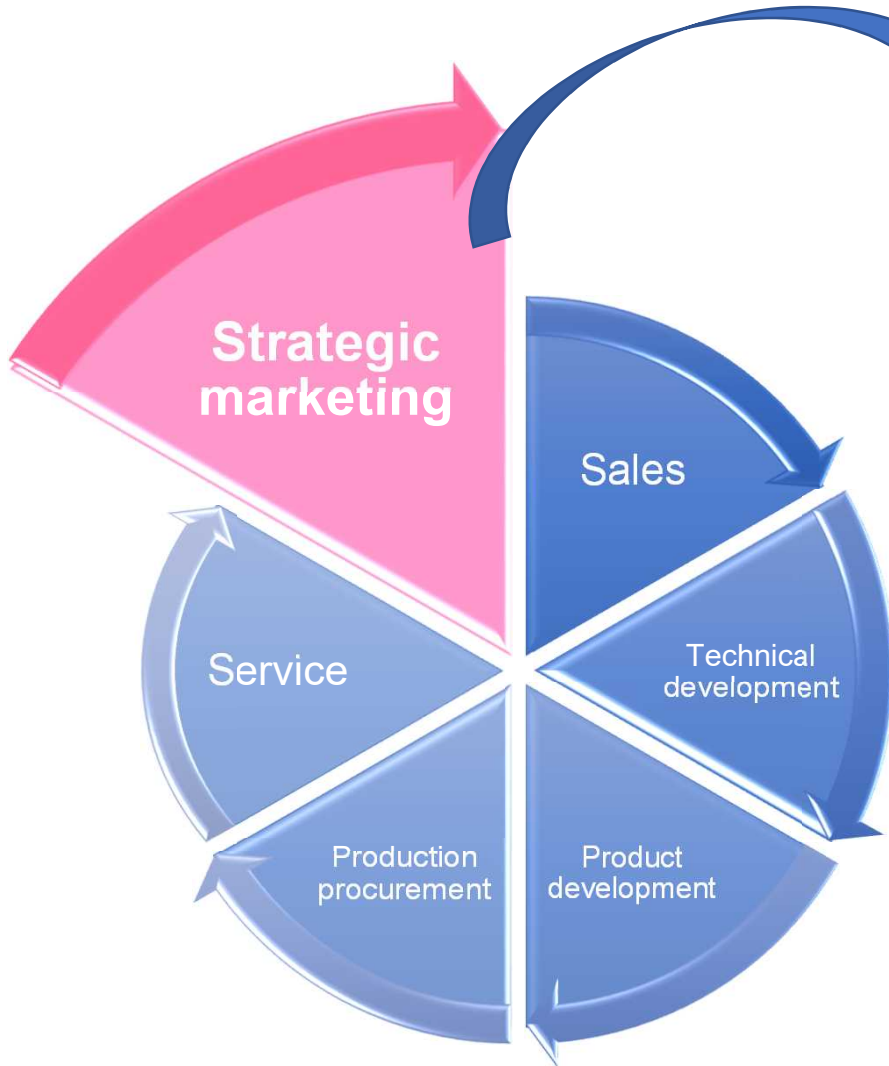 Strategic
marketing
Sales
Technical
development
Product
development
Production
procurement
Service